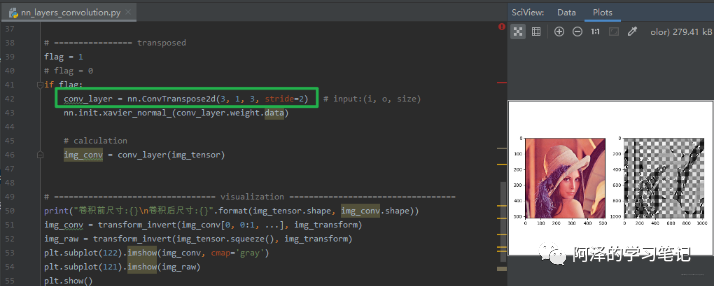 nn_layers_convolution.py
SciView: Data Plots
1:1
olor) 279.41 kB
37
38 # ================ transposed
39 flag = 1
40 # flag = 0
41 if flag:
42 conv_layer = nn.ConvTranspose2d(3, 1, 3, stride=2) # input:(i, o, size)
43 nn.init.xavier_normal_(conv_layer.weight.data)
44
45 # calculation
46 img_conv = conv_layer(img_tensor)
47
48
49 # ------------------------------- visualization --------------------------------
50 print("卷积前尺寸:{}\n卷积后尺寸:{}".format(img_tensor.shape, img_conv.shape))
51 img_conv = transform_invert(img_conv[0, 0:1, ...], img_transform)
52 img_raw = transform_invert(img_tensor.squeeze(), img_transform)
53 plt.subplot(122).imshow(img_conv, cmap='gray')
54 plt.subplot(121).imshow(img_raw)
55 plt.show()
阿泽的学习笔记